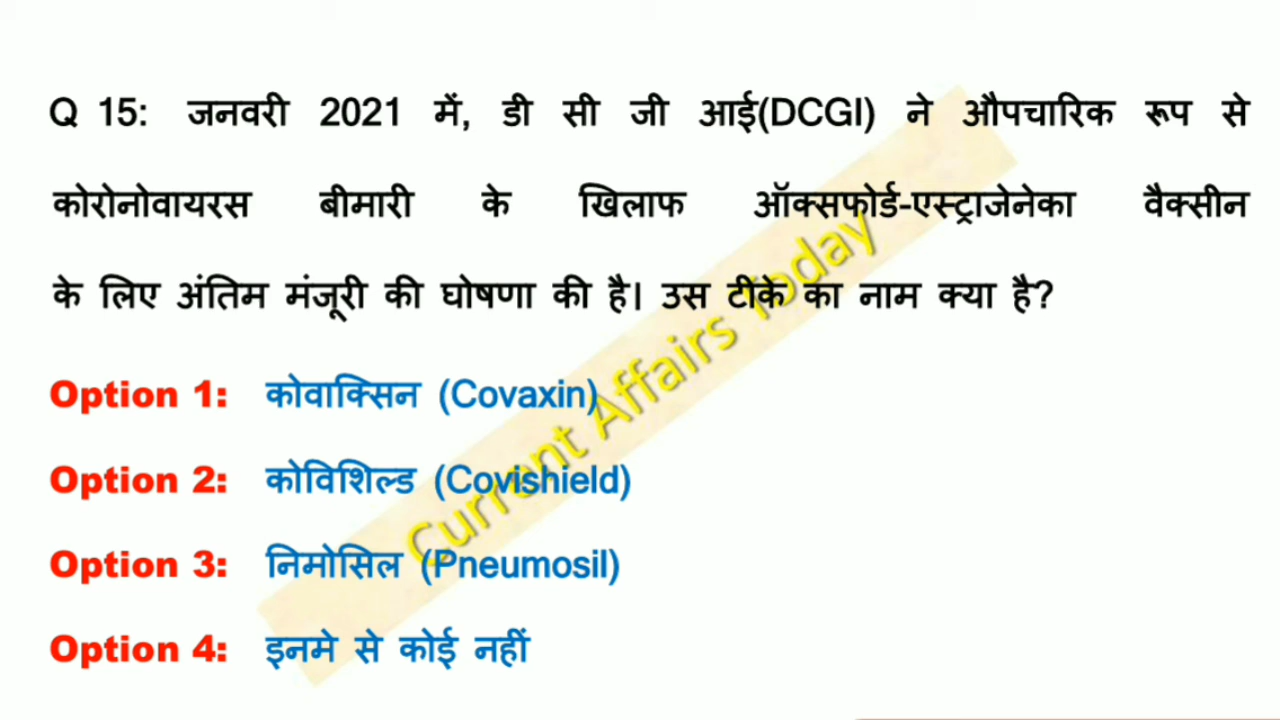 Q 15: जनवरी 2021 में, डी सी जी आई(DCGI) ने औपचारिक रूप से
कोरोनोवायरस बीमारी के खिलाफ ऑक्सफोर्ड-एस्ट्राजेनेका वैक्सीन
के लिए अंतिम मंजूरी की घोषणा की है। उस टीके का नाम क्या है?
Option 1: कोवाक्सिन (Covaxin)
Option 2: कोविशिल्ड (Covishield)
Option 3: निमोसिल (Pneumosil)
Option 4: इनमे से कोई नहीं
Current Affairs Today